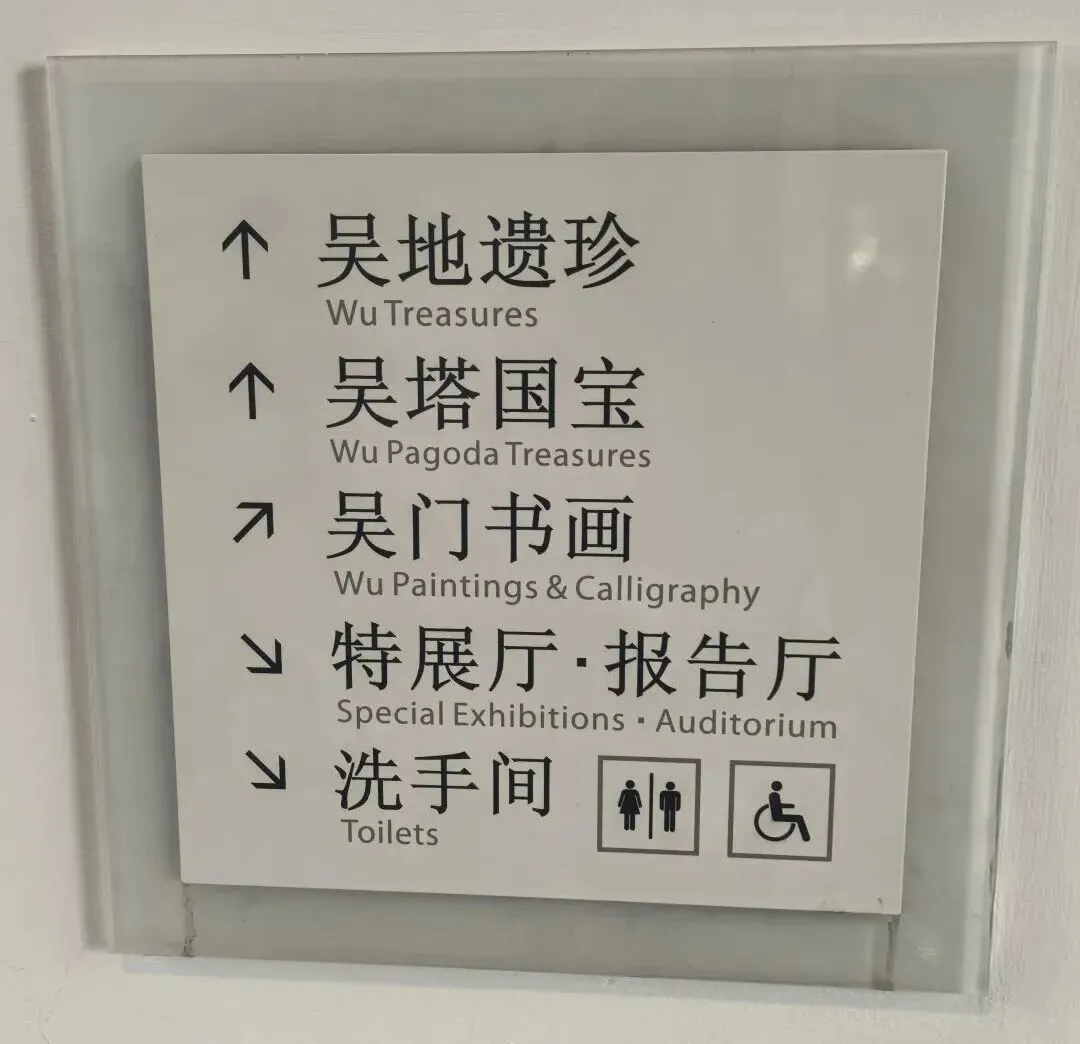 吴地遗珍
Wu Treasures
吴塔国宝
Wu Pagoda Treasures
吴门书画
Wu Paintings & Calligraphy
特展厅·报告厅
Special Exhibitions · Auditorium
洗手间
Toilets